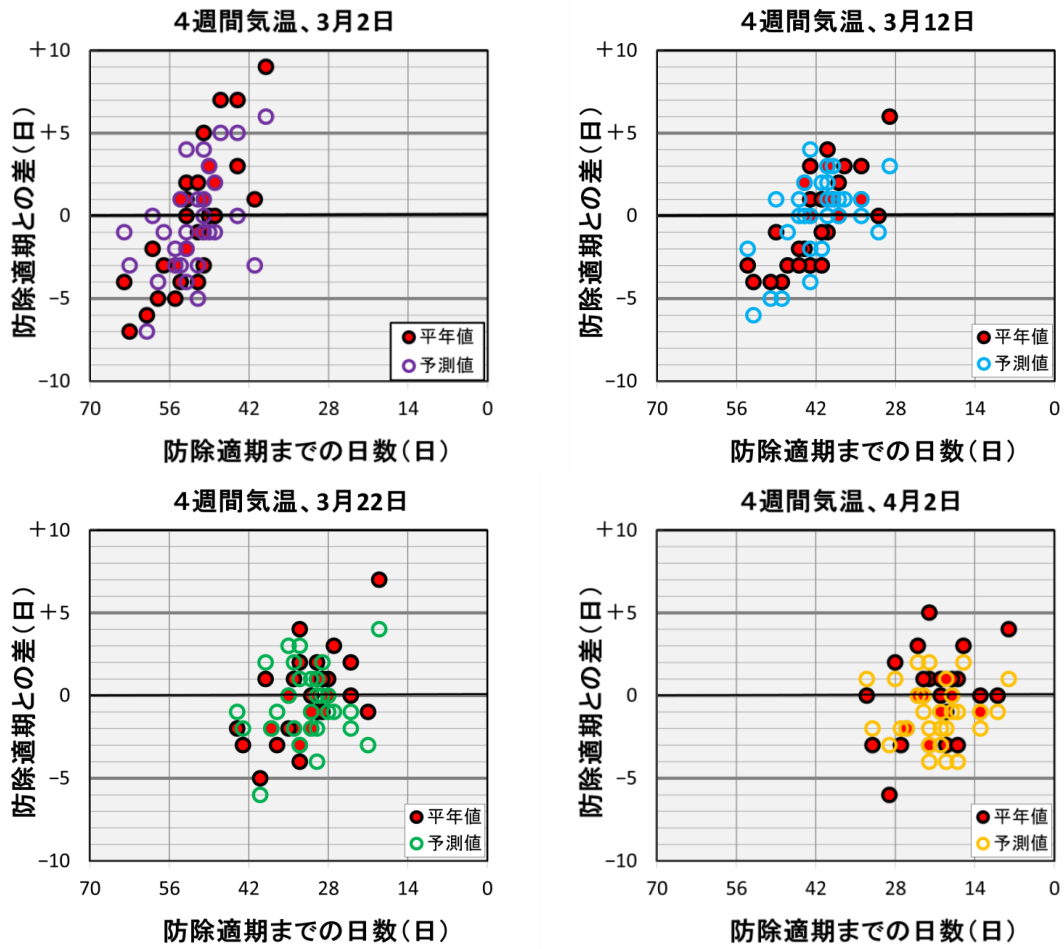 ４週間気温、3月2日
防除適期との差（日）
＋10
＋5
0
−5
−10
平年値
予測値
70 56 42 28 14 0
防除適期までの日数（日）
４週間気温、3月12日
防除適期との差（日）
＋10
＋5
0
−5
−10
平年値
予測値
70 56 42 28 14 0
防除適期までの日数（日）
４週間気温、3月22日
防除適期との差（日）
＋10
＋5
0
−5
−10
平年値
予測値
70 56 42 28 14 0
防除適期までの日数（日）
４週間気温、4月2日
防除適期との差（日）
＋10
＋5
0
−5
−10
平年値
予測値
70 56 42 28 14 0
防除適期までの日数（日）